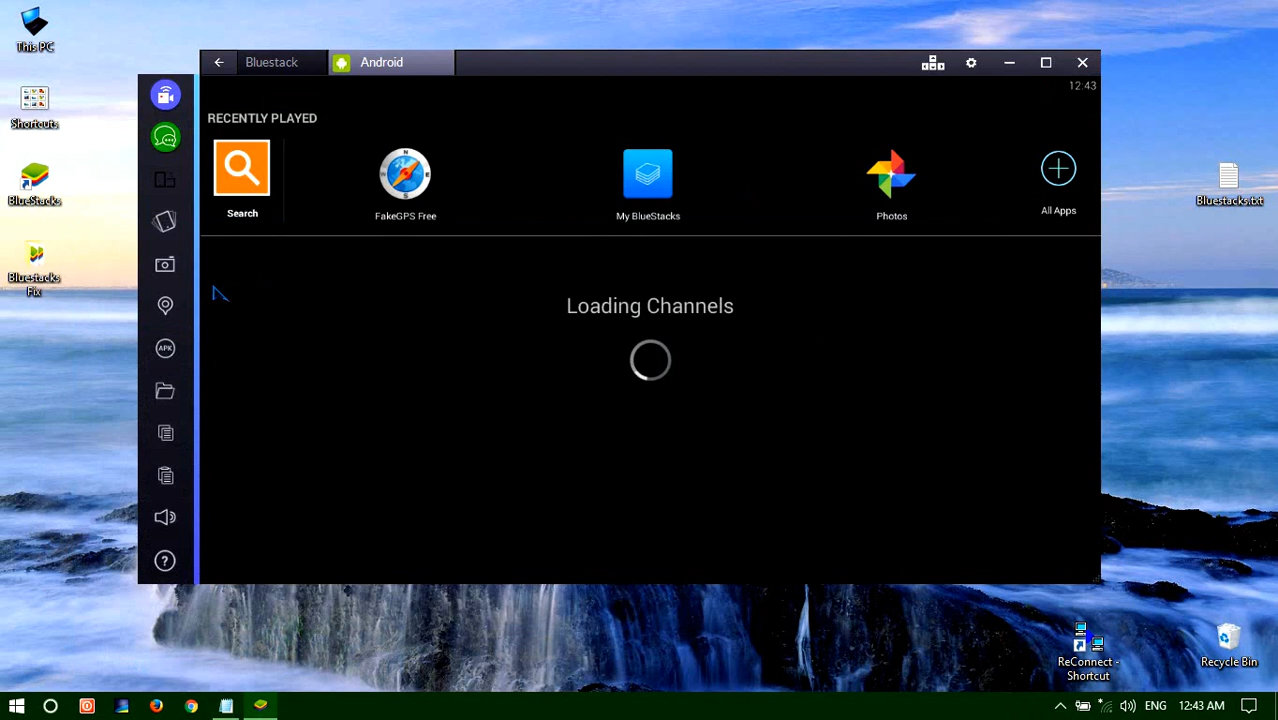 This PC
Shortcuts
BlueStacks
Bluestacks
Fix
Bluestack
Android
12:43
RECENTLY PLAYED
Search
FakeGPS Free
N
W
E
S
My BlueStacks
Photos
All Apps
Loading Channels
APK
?
Bluestacks.txt
ReConnect -
Shortcut
Recycle Bin
ENG
12:43 AM